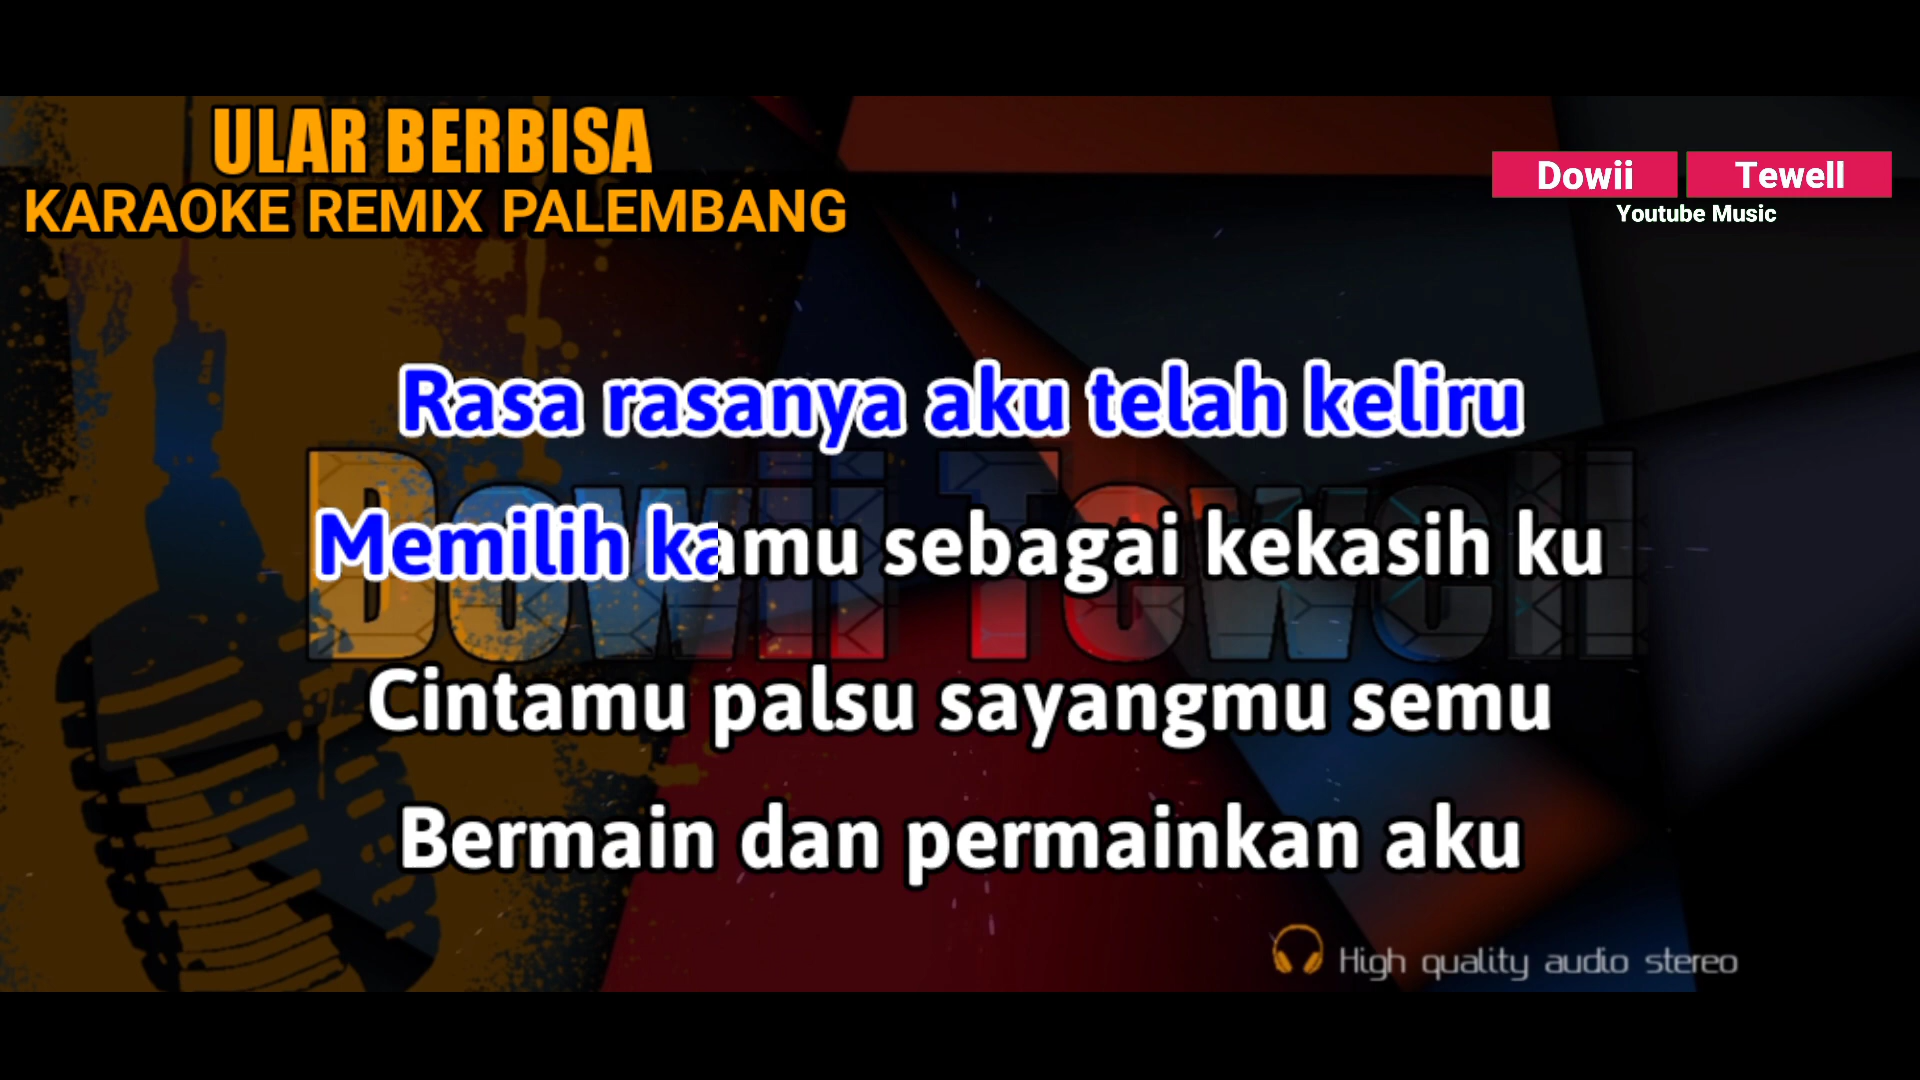 ULAR BERBISA
KARAOKE REMIX PALEMBANG
Dowii Tewell
Youtube Music
Rasa rasanya aku telah keliru
Memilih kamu sebagai kekasih ku
Dowii Tewell
Cintamu palsu sayangmu semu
Bermain dan permainkan aku
High quality audio stereo